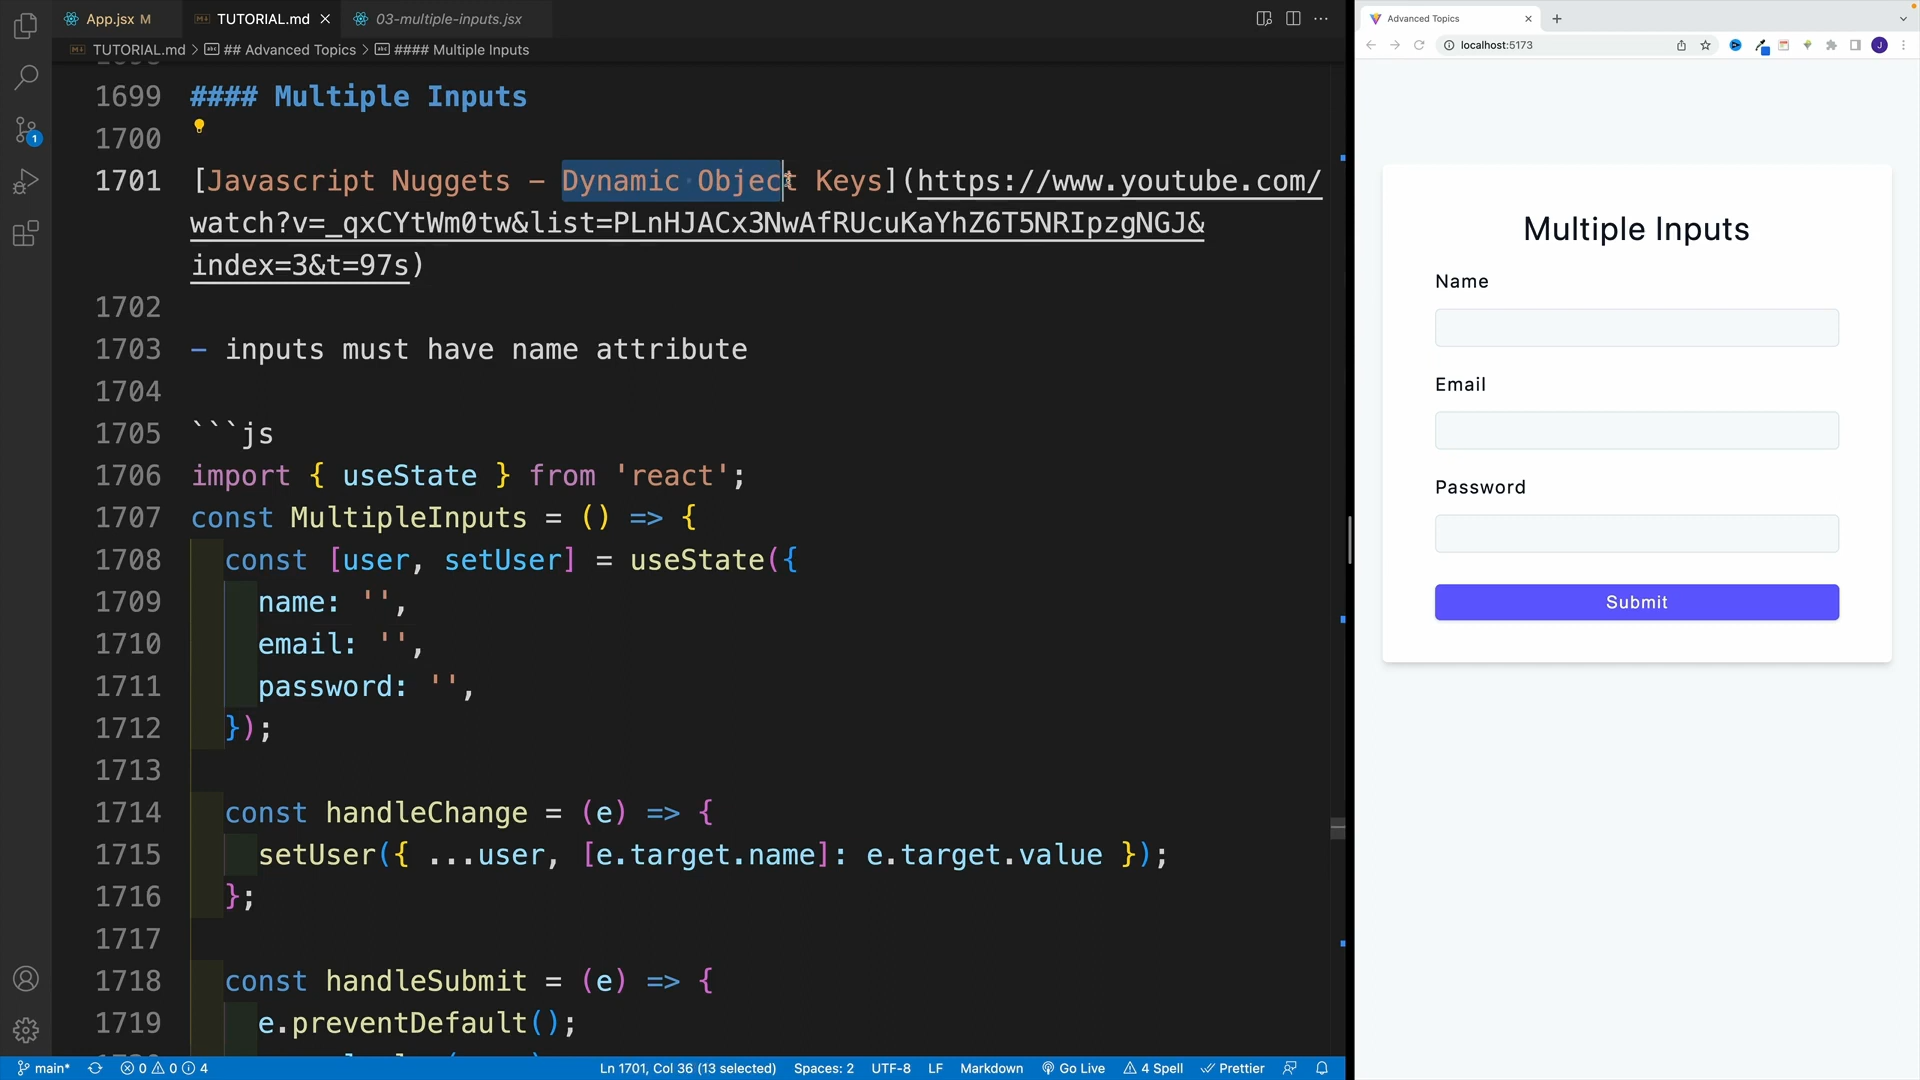 App.jsx M
TUTORIAL.md
03-multiple-inputs.jsx
TUTORIAL.md > ## Advanced Topics > #### Multiple Inputs
1699 #### Multiple Inputs
1700
1701 [Javascript Nuggets - Dynamic Object Keys](https://www.youtube.com/
watch?v=_qxCYtWm0tw&list=PLnHJACx3NwAfRUcuKaYhZ6T5NRIpzgNGJ&
index=3&t=97s)
1702
1703 - inputs must have name attribute
1704
1705 ```js
1706 import { useState } from 'react';
1707 const MultipleInputs = () => {
1708 const [user, setUser] = useState({
1709 name: '',
1710 email: '',
1711 password: '',
1712 });
1713
1714 const handleChange = (e) => {
1715 setUser({ ...user, [e.target.name]: e.target.value });
1716 };
1717
1718 const handleSubmit = (e) => {
1719 e.preventDefault();
1
main* 0 0 4
Ln 1701, Col 36 (13 selected) Spaces: 2 UTF-8 LF Markdown Go Live 4 Spell Prettier
Advanced Topics
localhost:5173
J
Multiple Inputs
Name
Email
Password
Submit